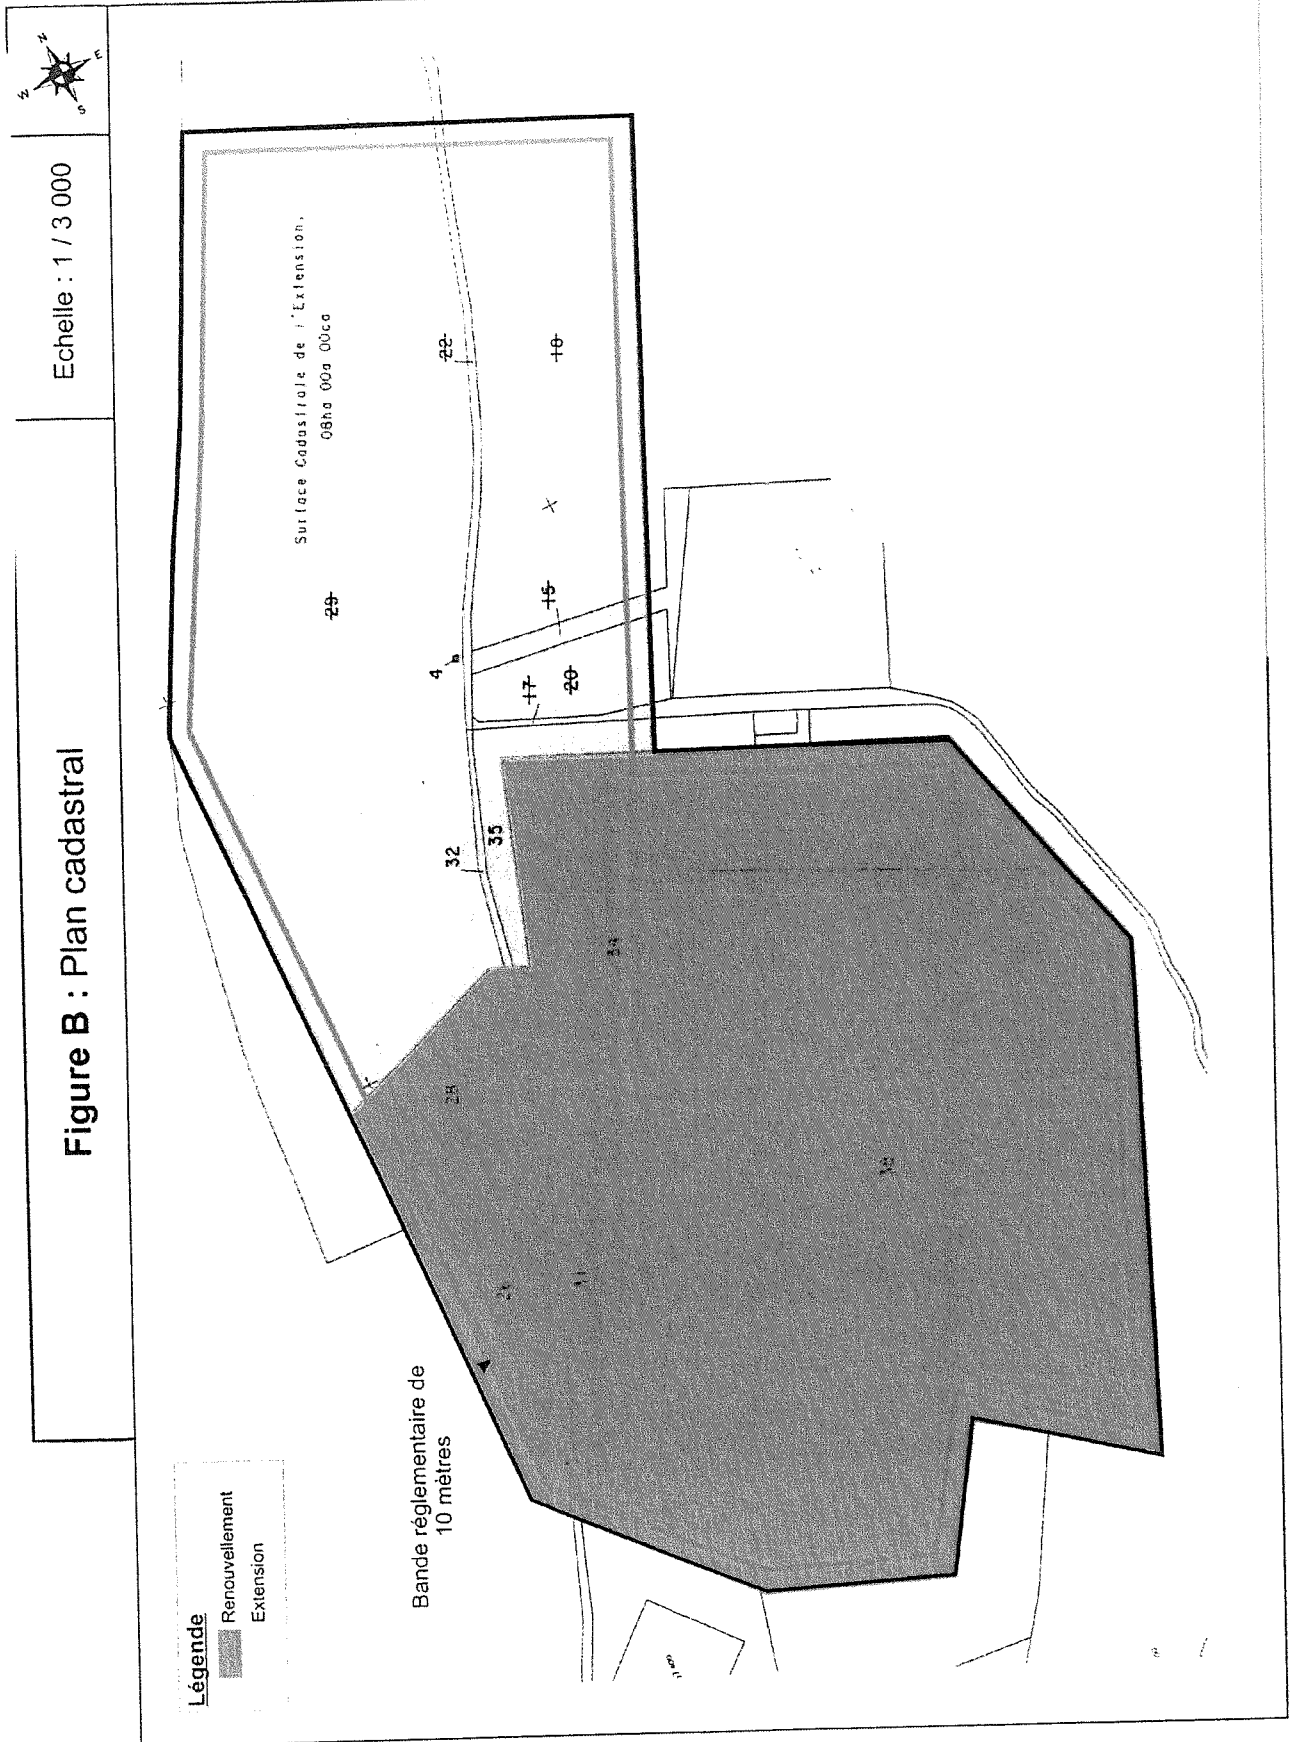 Figure B : Plan cadastral
Echelle : 1 / 3 000
N
E
S
Légende
Renouvellement
Extension
Bande réglementaire de
10 mètres
Surface Cadastrale de l'Extension.
08ha 00a 00ca
29
22
18
4
15
17
20
32
35
34
28